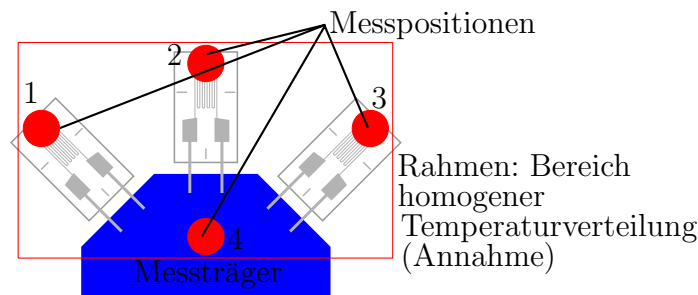 Messpositionen
2
1
3
Rahmen: Bereich
homogener
Temperaturverteilung
(Annahme)
4
Messträger